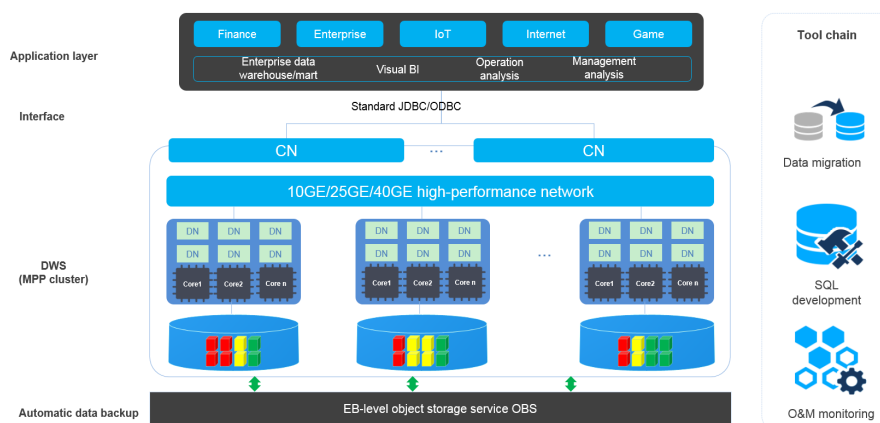 Application layer
Finance
Enterprise
IoT
Internet
Game
Enterprise data
warehouse/mart
Visual BI
Operation
analysis
Management
analysis
Interface
Standard JDBC/ODBC
CN
...
CN
10GE/25GE/40GE high-performance network
DWS
(MPP cluster)
DN DN DN
DN DN DN
Core1 Core2 Core n
DN DN DN
DN DN DN
Core1 Core2 Core n
...
DN DN DN
DN DN DN
Core1 Core2 Core n
Automatic data backup
EB-level object storage service OBS
Tool chain
Data migration
SQL
development
O&M monitoring